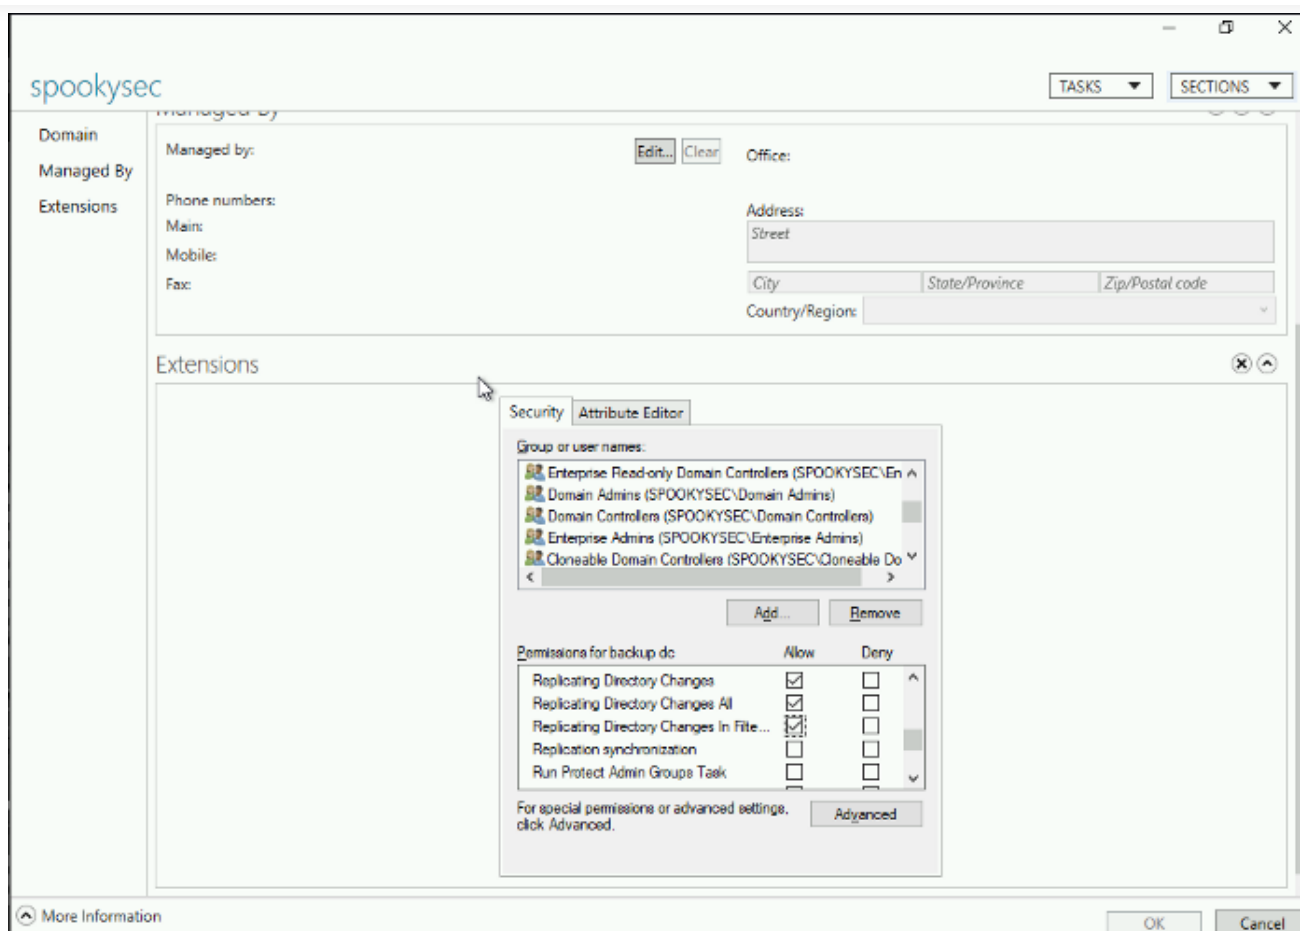 spookysec
TASKS
SECTIONS
Domain
Managed By
Extensions
Managed By
Managed by:
Edit...
Clear
Office:
Phone numbers:
Main:
Mobile:
Fax:
Address:
Street
City
State/Province
Zip/Postal code
Country/Region:
Extensions
Security
Attribute Editor
Group or user names:
Enterprise Read-only Domain Controllers (SPOOKYSEC\En
Domain Admins (SPOOKYSEC\Domain Admins)
Domain Controllers (SPOOKYSEC\Domain Controllers)
Enterprise Admins (SPOOKYSEC\Enterprise Admins)
Cloneable Domain Controllers (SPOOKYSEC\Cloneable Do
Add...
Remove
Permissions for backup dc
Allow
Deny
Replicating Directory Changes
Replicating Directory Changes All
Replicating Directory Changes In Filte...
Replication synchronization
Run Protect Admin Groups Task
For special permissions or advanced settings,
click Advanced.
Advanced
More Information
OK
Cancel